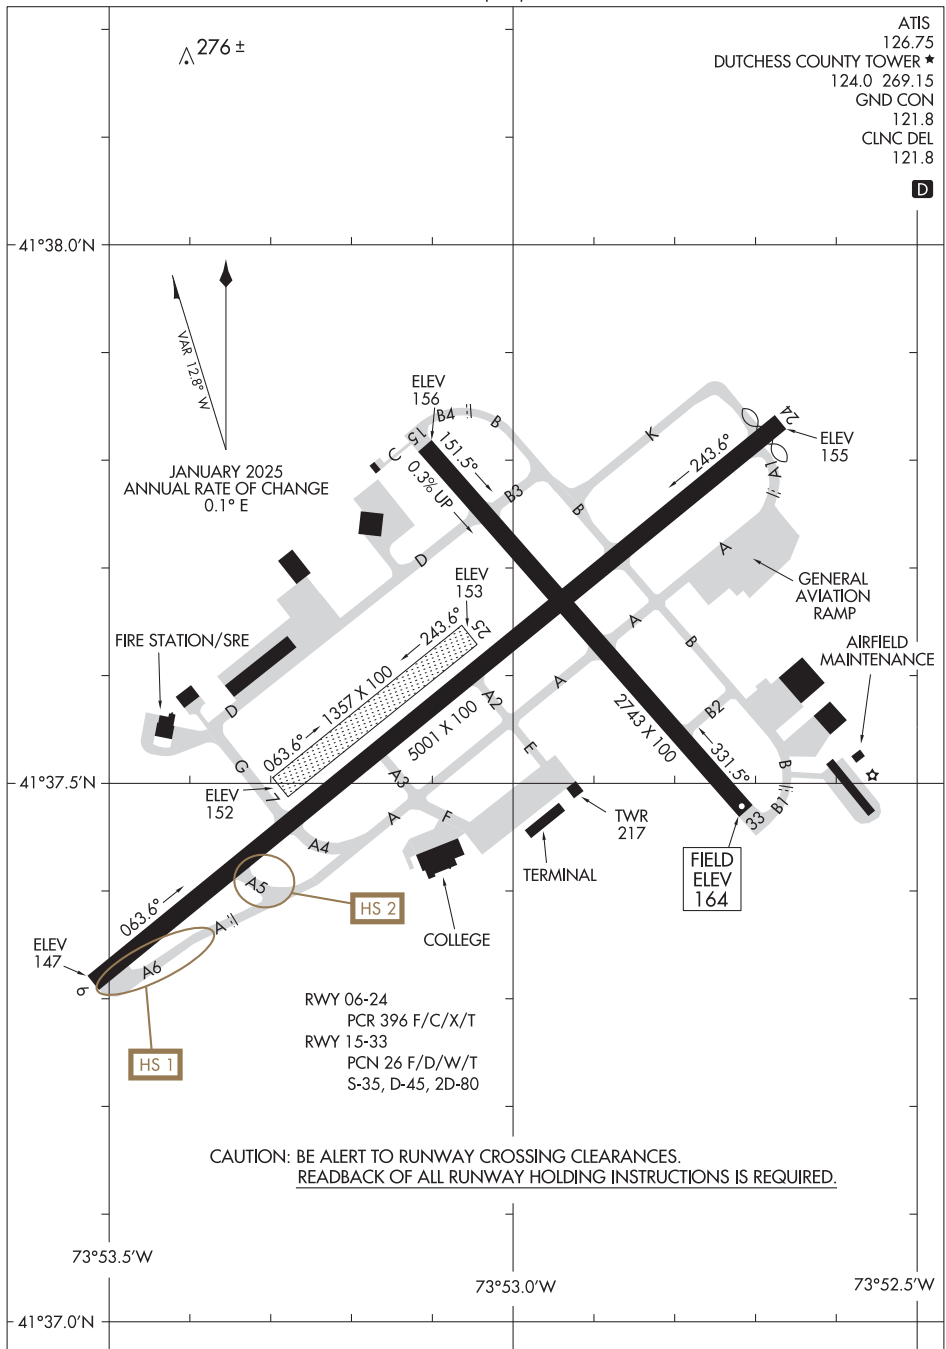 276 ±
ATIS
126.75
DUTCHESS COUNTY TOWER ★
124.0 269.15
GND CON
121.8
CLNC DEL
121.8
D
41°38.0'N
VAR 12.8° W
JANUARY 2025
ANNUAL RATE OF CHANGE
0.1° E
ELEV
156
15
B4
B
C
151.5°
0.3% UP
B3
B
K
243.6°
24
ELEV
155
A1
A
D
ELEV
153
25
243.6°
GENERAL
AVIATION
RAMP
FIRE STATION/SRE
A
B
AIRFIELD
MAINTENANCE
D
063.6°
1357 X 100
A2
A
E
5001 X 100
2743 X 100
B2
331.5°
B
B1
33
41°37.5'N
G
7
ELEV
152
A3
A
F
A4
TWR
217
TERMINAL
FIELD
ELEV
164
A5
HS 2
COLLEGE
063.6°
A
A6
ELEV
147
6
HS 1
RWY 06-24
PCR 396 F/C/X/T
RWY 15-33
PCN 26 F/D/W/T
S-35, D-45, 2D-80
CAUTION: BE ALERT TO RUNWAY CROSSING CLEARANCES.
READBACK OF ALL RUNWAY HOLDING INSTRUCTIONS IS REQUIRED.
73°53.5'W
73°53.0'W
73°52.5'W
41°37.0'N